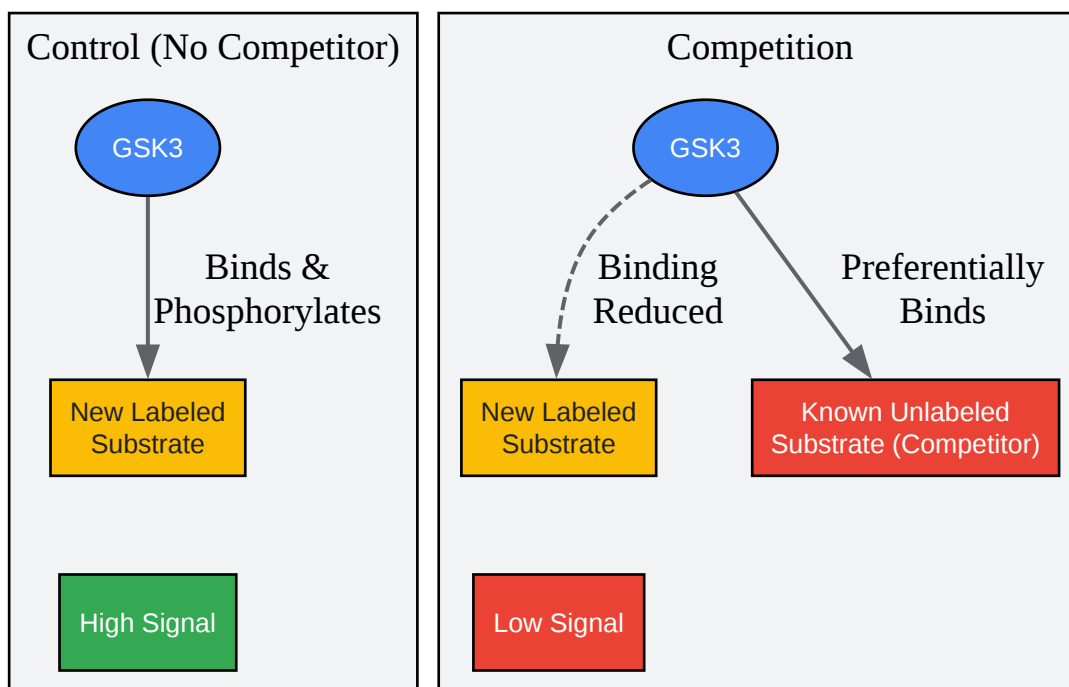 Control (No Competitor)
GSK3
Binds &
Phosphorylates
New Labeled
Substrate
High Signal
Competition
GSK3
Binding
Reduced
Preferentially
Binds
New Labeled
Substrate
Known Unlabeled
Substrate (Competitor)
Low Signal